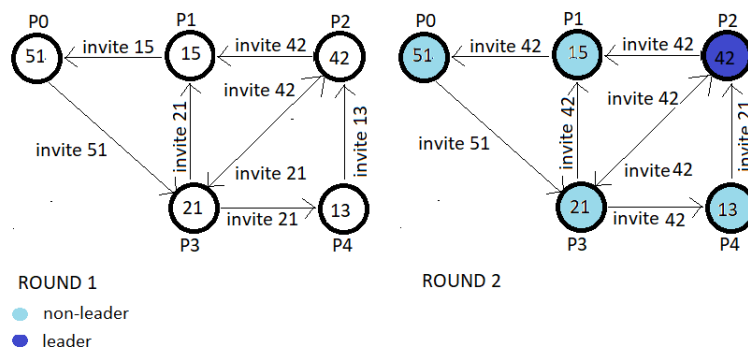 P0
P1
P2
51
15
42
invite 15
invite 42
invite 42
invite 51
invite 21
invite 21
invite 13
21
13
invite 21
P3
P4
ROUND 1
non-leader
leader
P0
P1
P2
51
15
42
invite 42
invite 42
invite 42
invite 51
invite 42
invite 42
invite 21
21
13
invite 42
P3
P4
ROUND 2